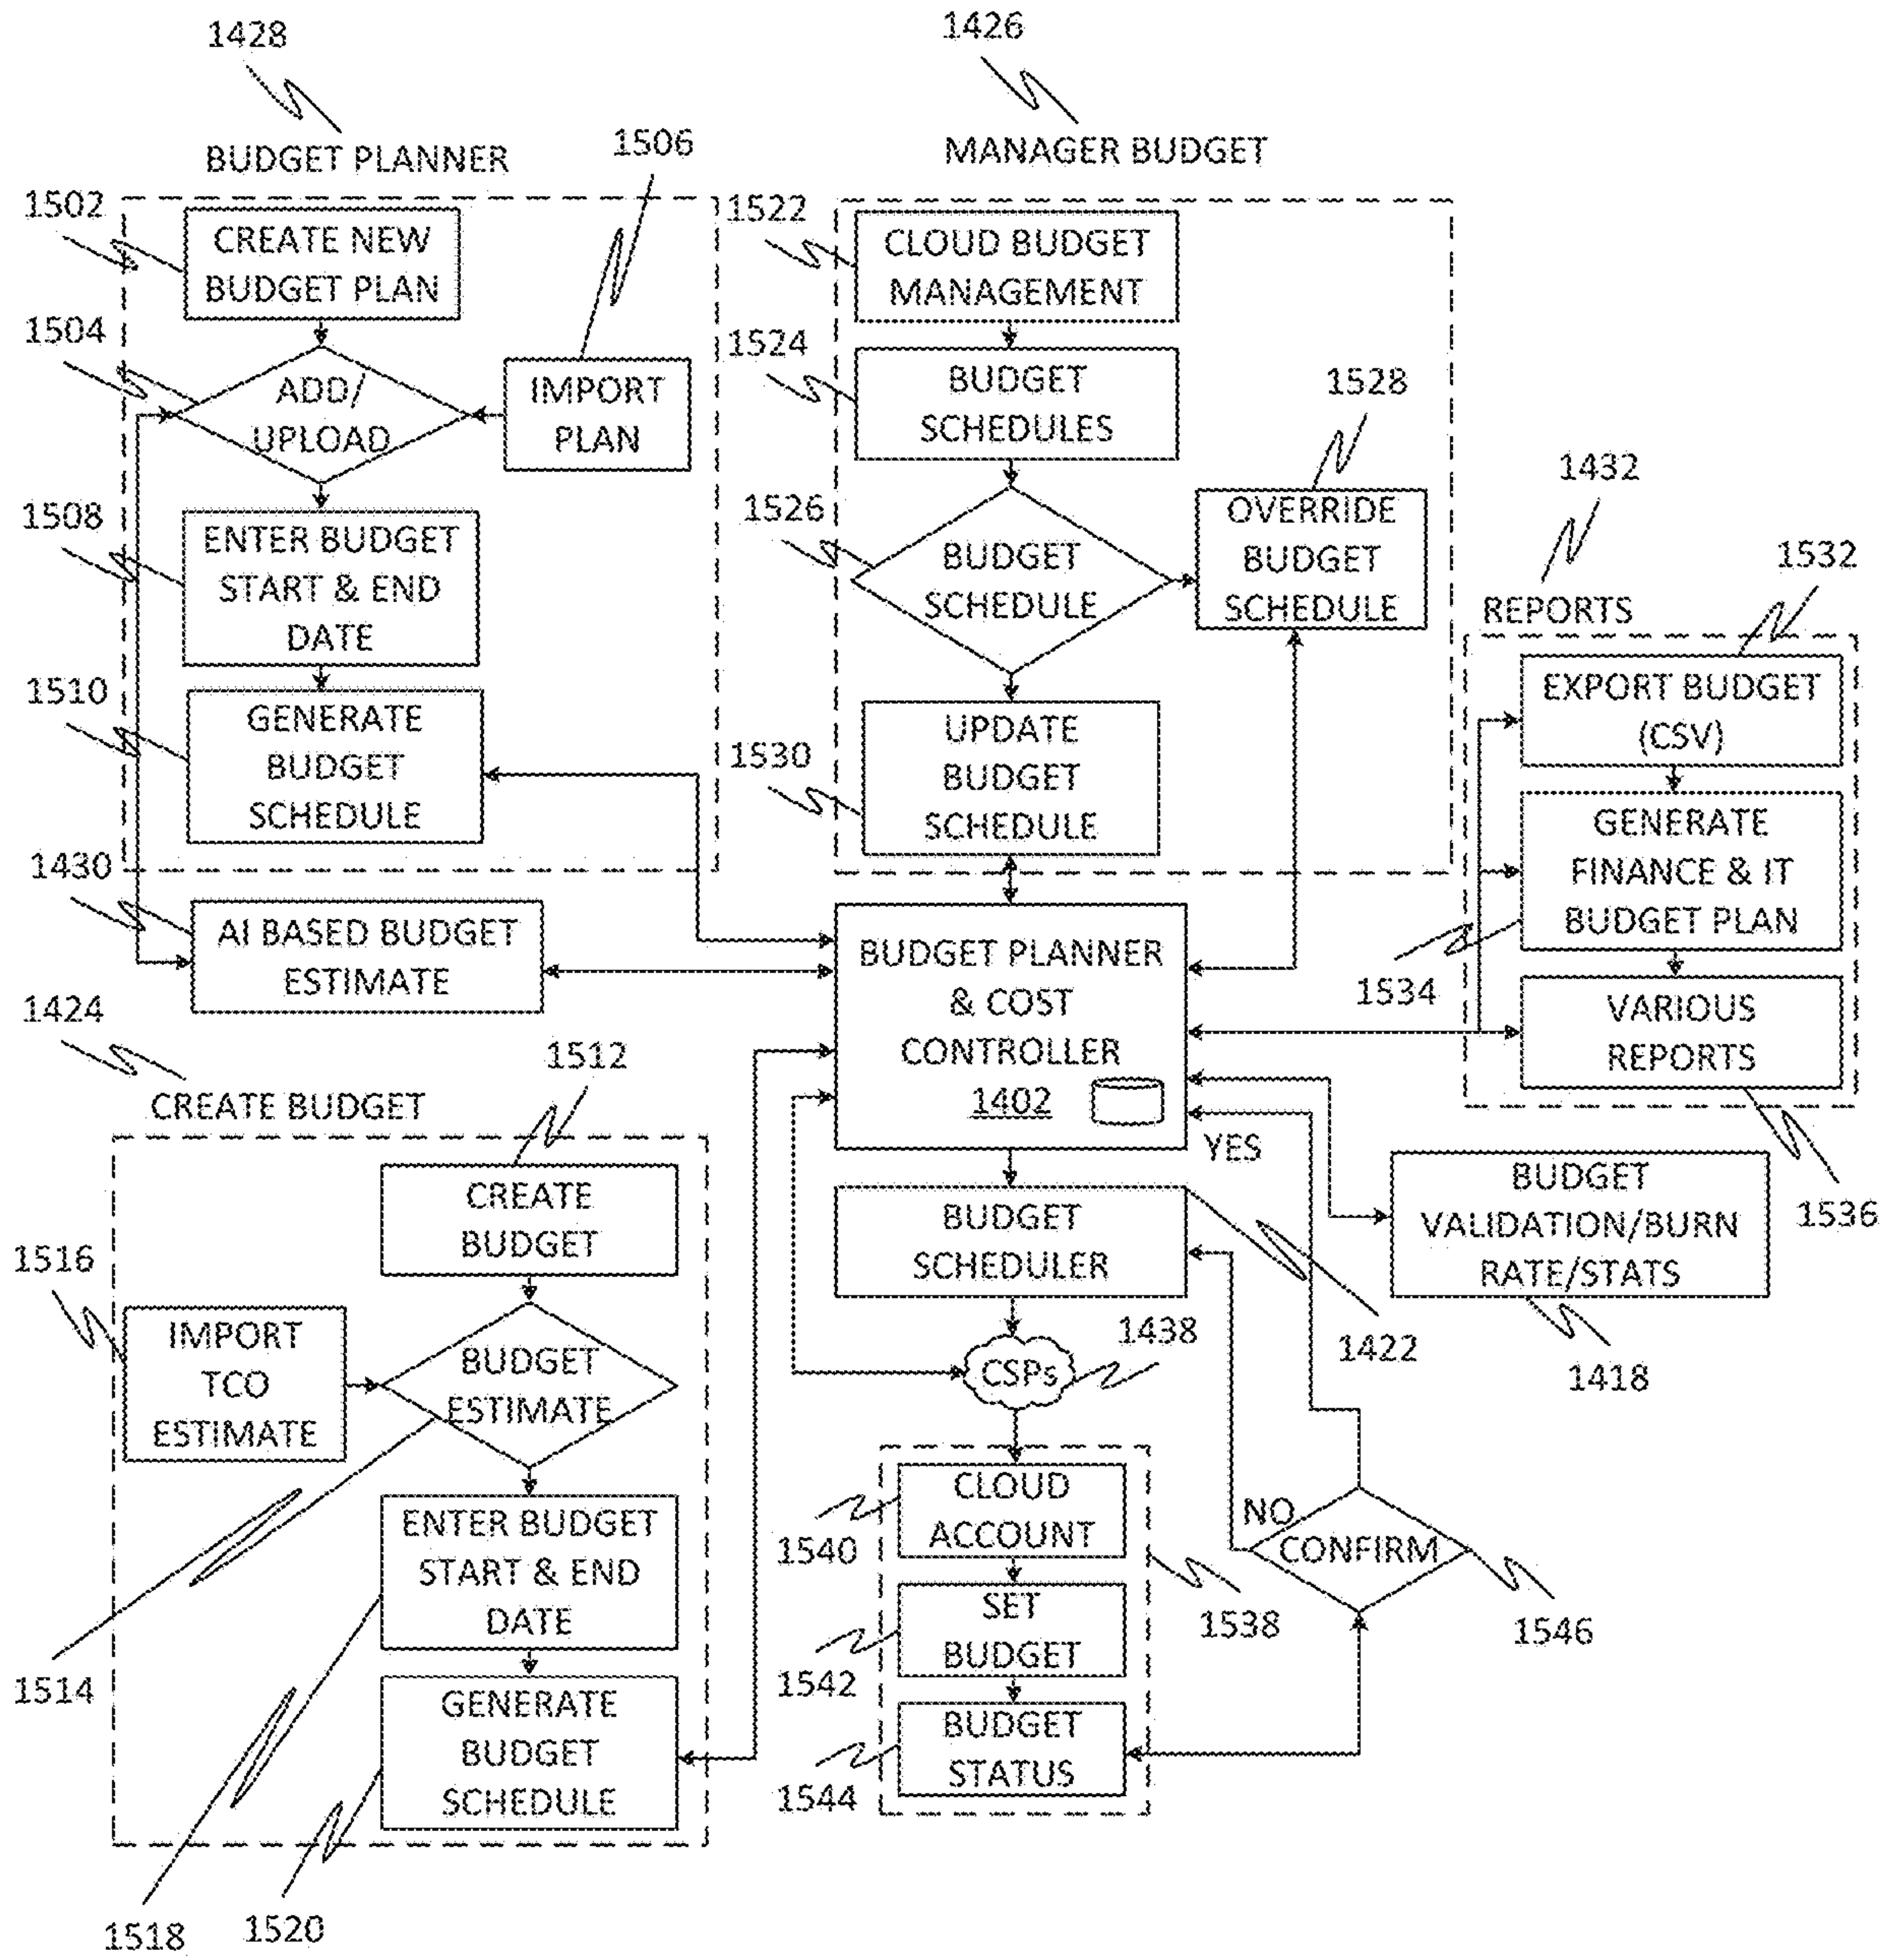 1428
BUDGET PLANNER
1506
1502
CREATE NEW
BUDGET PLAN
1504
ADD/
UPLOAD
IMPORT
PLAN
1508
ENTER BUDGET
START & END
DATE
1510
GENERATE
BUDGET
SCHEDULE
1430
AI BASED BUDGET
ESTIMATE
1426
MANAGER BUDGET
1522
CLOUD BUDGET
MANAGEMENT
1524
BUDGET
SCHEDULES
1526
BUDGET
SCHEDULE
1528
OVERRIDE
BUDGET
SCHEDULE
1530
UPDATE
BUDGET
SCHEDULE
1432
REPORTS
1532
EXPORT BUDGET
(CSV)
GENERATE
FINANCE & IT
BUDGET PLAN
1534
VARIOUS
REPORTS
1536
BUDGET PLANNER
& COST
CONTROLLER
1402
YES
BUDGET
VALIDATION/BURN
RATE/STATS
1418
BUDGET
SCHEDULER
1422
1438
CSPs
1424
CREATE BUDGET
1512
CREATE
BUDGET
1516
IMPORT
TCO
ESTIMATE
BUDGET
ESTIMATE
1514
ENTER BUDGET
START & END
DATE
1518
GENERATE
BUDGET
SCHEDULE
1520
CLOUD
ACCOUNT
1540
SET
BUDGET
1542
BUDGET
STATUS
1544
1538
NO
CONFIRM
1546